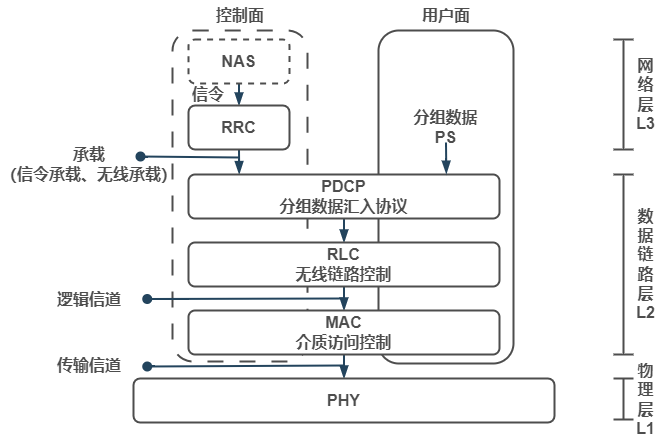 控制面
用户面
NAS
信令
RRC
承载
(信令承载、无线承载)
分组数据
PS
PDCP
分组数据汇入协议
RLC
无线链路控制
逻辑信道
MAC
介质访问控制
传输信道
PHY
网
络
层
L3
数
据
链
路
层
L2
物
理
层
L1